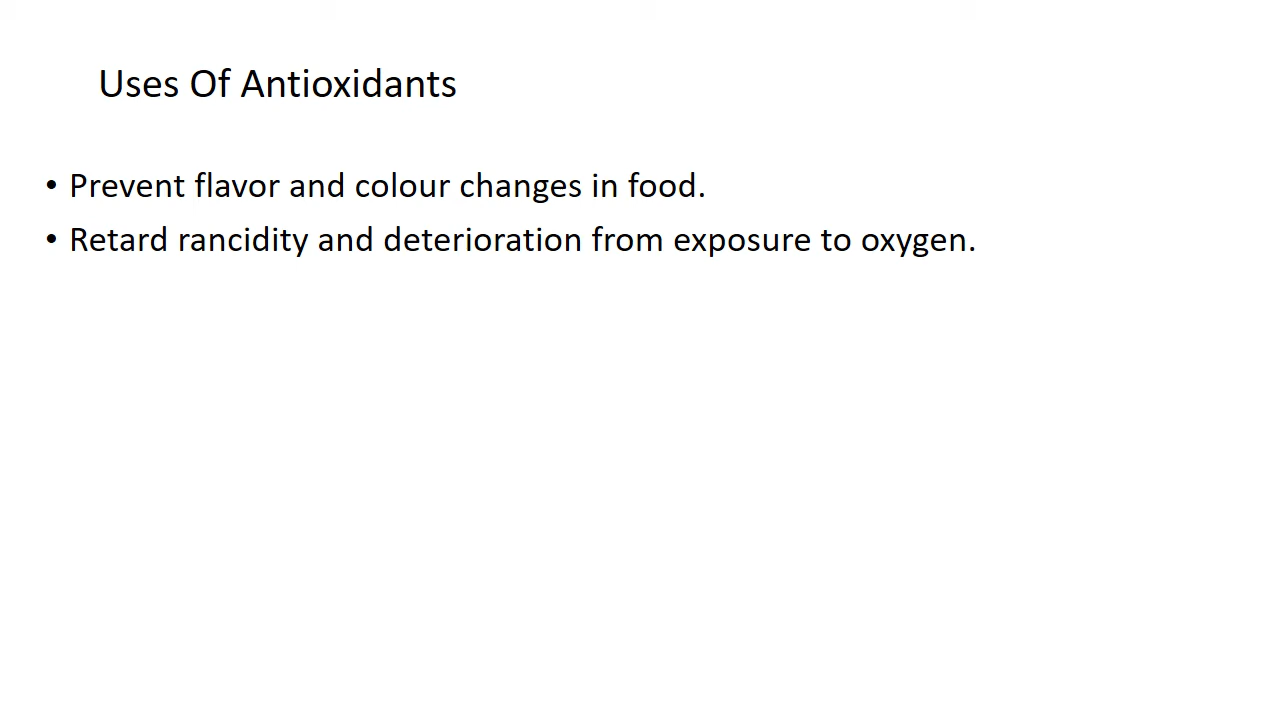 Uses Of Antioxidants
• Prevent flavor and colour changes in food.
• Retard rancidity and deterioration from exposure to oxygen.